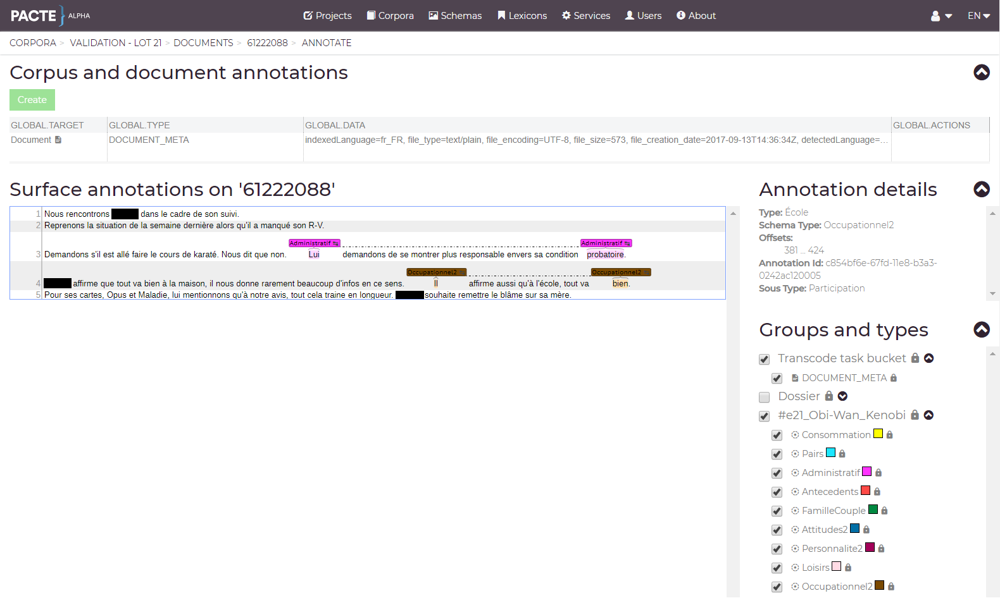 PACTE ALPHA
Projects Corpora Schemas Lexicons Services Users About EN
CORPORA > VALIDATION - LOT 21 > DOCUMENTS > 61222088 > ANNOTATE
Corpus and document annotations
Create
GLOBAL.TARGET GLOBAL.TYPE GLOBAL.DATA GLOBAL.ACTIONS
Document DOCUMENT_META indexedLanguage=fr_FR, file_type=text/plain, file_encoding=UTF-8, file_size=573, file_creation_date=2017-09-13T14:36:34Z, detectedLanguage=...
Surface annotations on '61222088'
1 Nous rencontrons dans le cadre de son suivi.
2 Reprenons la situation de la semaine dernière alors qu'il a manqué son R-V.
Administratif Administratif
3 Demandons s'il est allé faire le cours de karaté. Nous dit que non. Lui demandons de se montrer plus responsable envers sa condition probatoire.
Occupationnel2 Occupationnel2
4 affirme que tout va bien à la maison, il nous donne rarement beaucoup d'infos en ce sens. Il affirme aussi qu'à l'école, tout va bien.
5 Pour ses cartes, Opus et Maladie, lui mentionnons qu'à notre avis, tout cela traine en longueur. souhaite remettre le blâme sur sa mère.
Annotation details
Type: École
Schema Type: Occupationnel2
Offsets:
381 ... 424
Annotation Id: c854bf6e-67fd-11e8-b3a3-
0242ac120005
Sous Type: Participation
Groups and types
Transcode task bucket
DOCUMENT_META
Dossier
#e21_Obi-Wan_Kenobi
Consommation
Pairs
Administratif
Antecedents
FamilleCouple
Attitudes2
Personnalite2
Loisirs
Occupationnel2